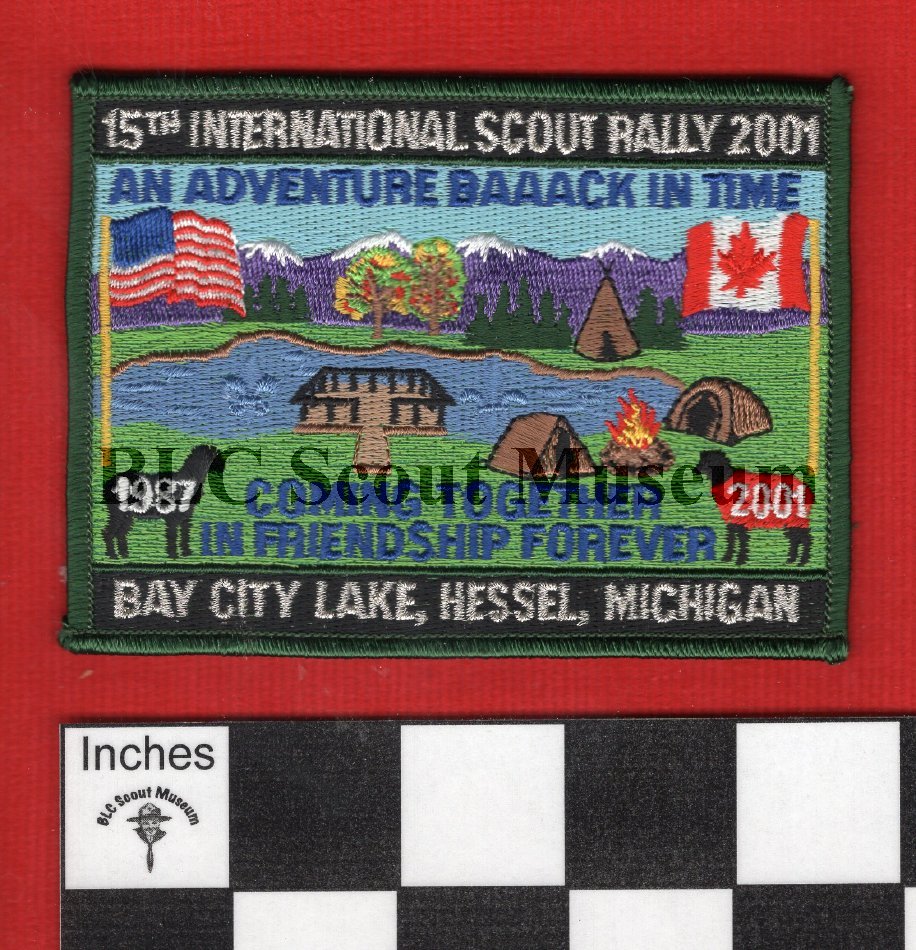 15TH INTERNATIONAL SCOUT RALLY 2001
AN ADVENTURE BAAACK IN TIME
BLC Scout Museum
1987
2001
COMING TOGETHER
IN FRIENDSHIP FOREVER
BAY CITY LAKE, HESSEL, MICHIGAN
Inches
BLC Scout Museum